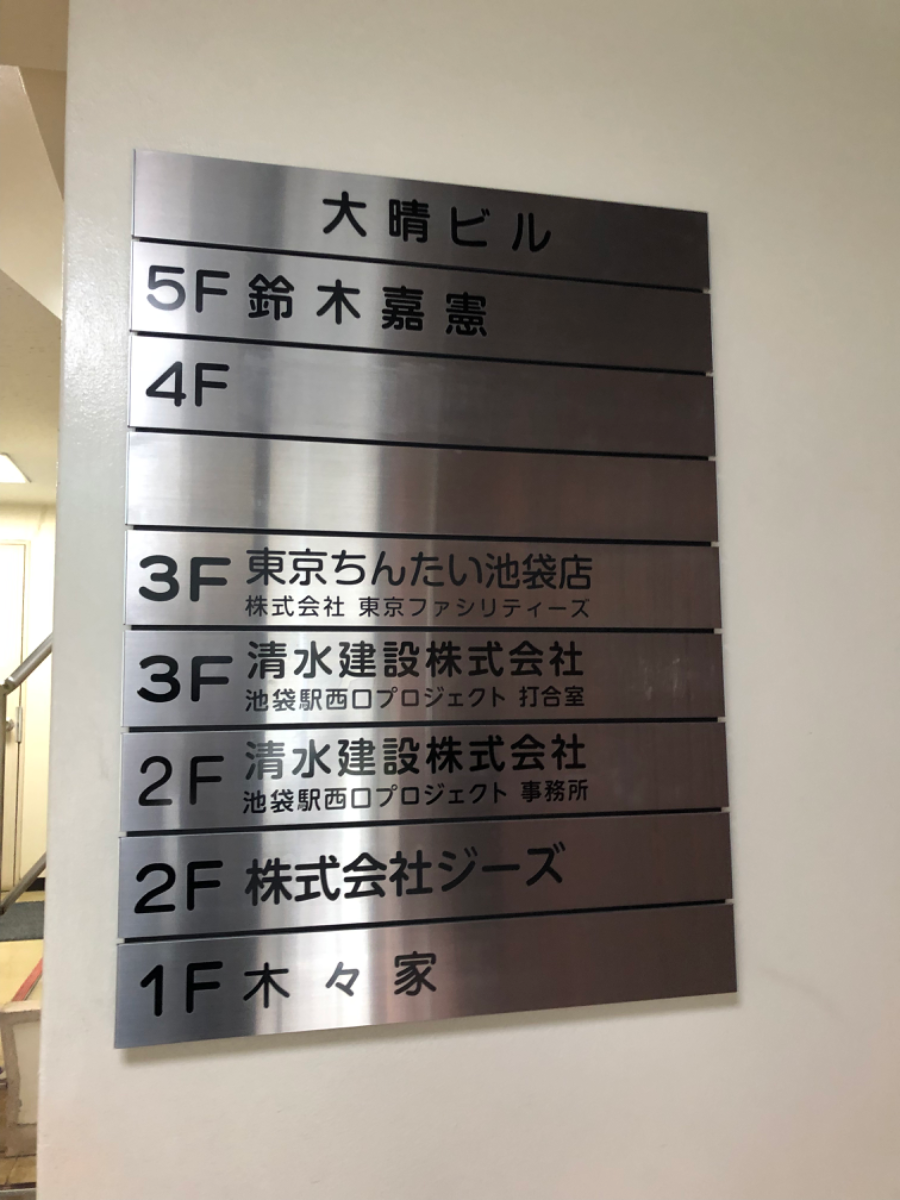 大晴ビル
5F 鈴木嘉憲
4F
3F 東京ちんたい池袋店
株式会社 東京ファシリティーズ
3F 清水建設株式会社
池袋駅西口プロジェクト 打合室
2F 清水建設株式会社
池袋駅西口プロジェクト 事務所
2F 株式会社ジーズ
1F 木々家